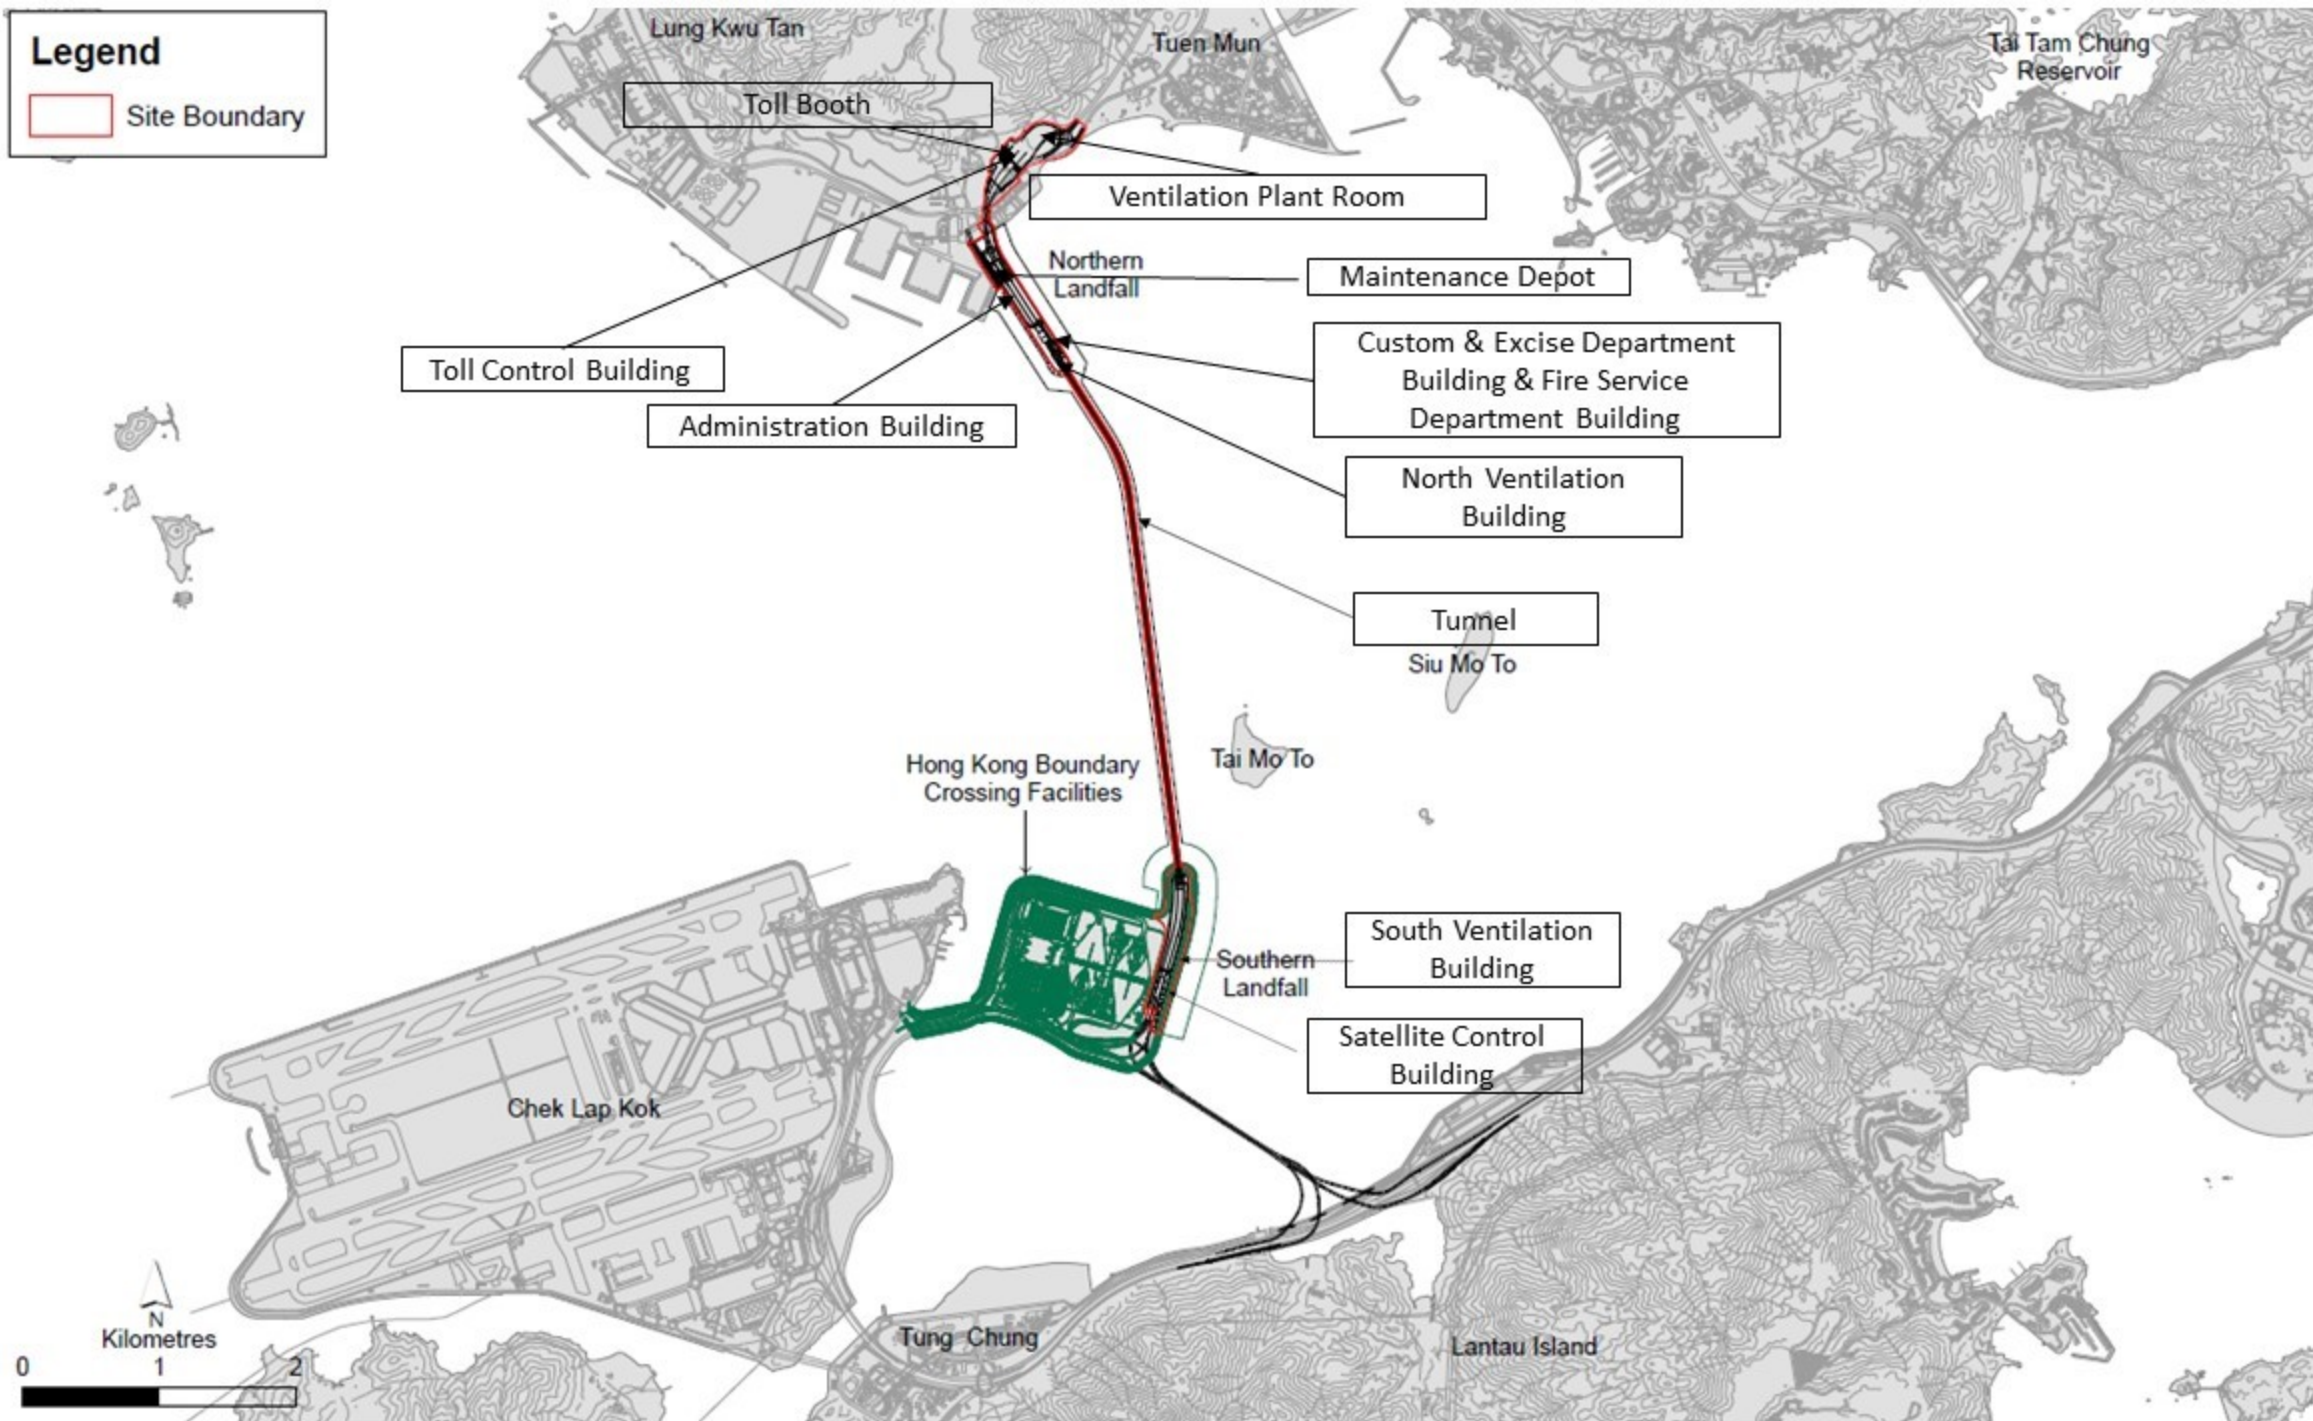 Legend
Site Boundary
Lung Kwu Tan
Tuen Mun
Tai Tam Chung
Reservoir
Toll Booth
Ventilation Plant Room
Northern
Landfall
Maintenance Depot
Custom & Excise Department
Building & Fire Service
Department Building
Toll Control Building
Administration Building
North Ventilation
Building
Tunnel
Siu Mo To
Tai Mo To
Hong Kong Boundary
Crossing Facilities
South Ventilation
Building
Southern
Landfall
Satellite Control
Building
Chek Lap Kok
Tung Chung
Lantau Island
N
Kilometres
0 1 2